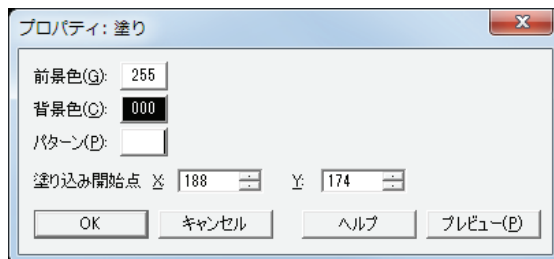 プロパティ: 塗り
前景色(G): 255
背景色(C): 000
パターン(P):
塗り込み開始点 X: 188 Y: 174
OK キャンセル ヘルプ プレビュー(P)